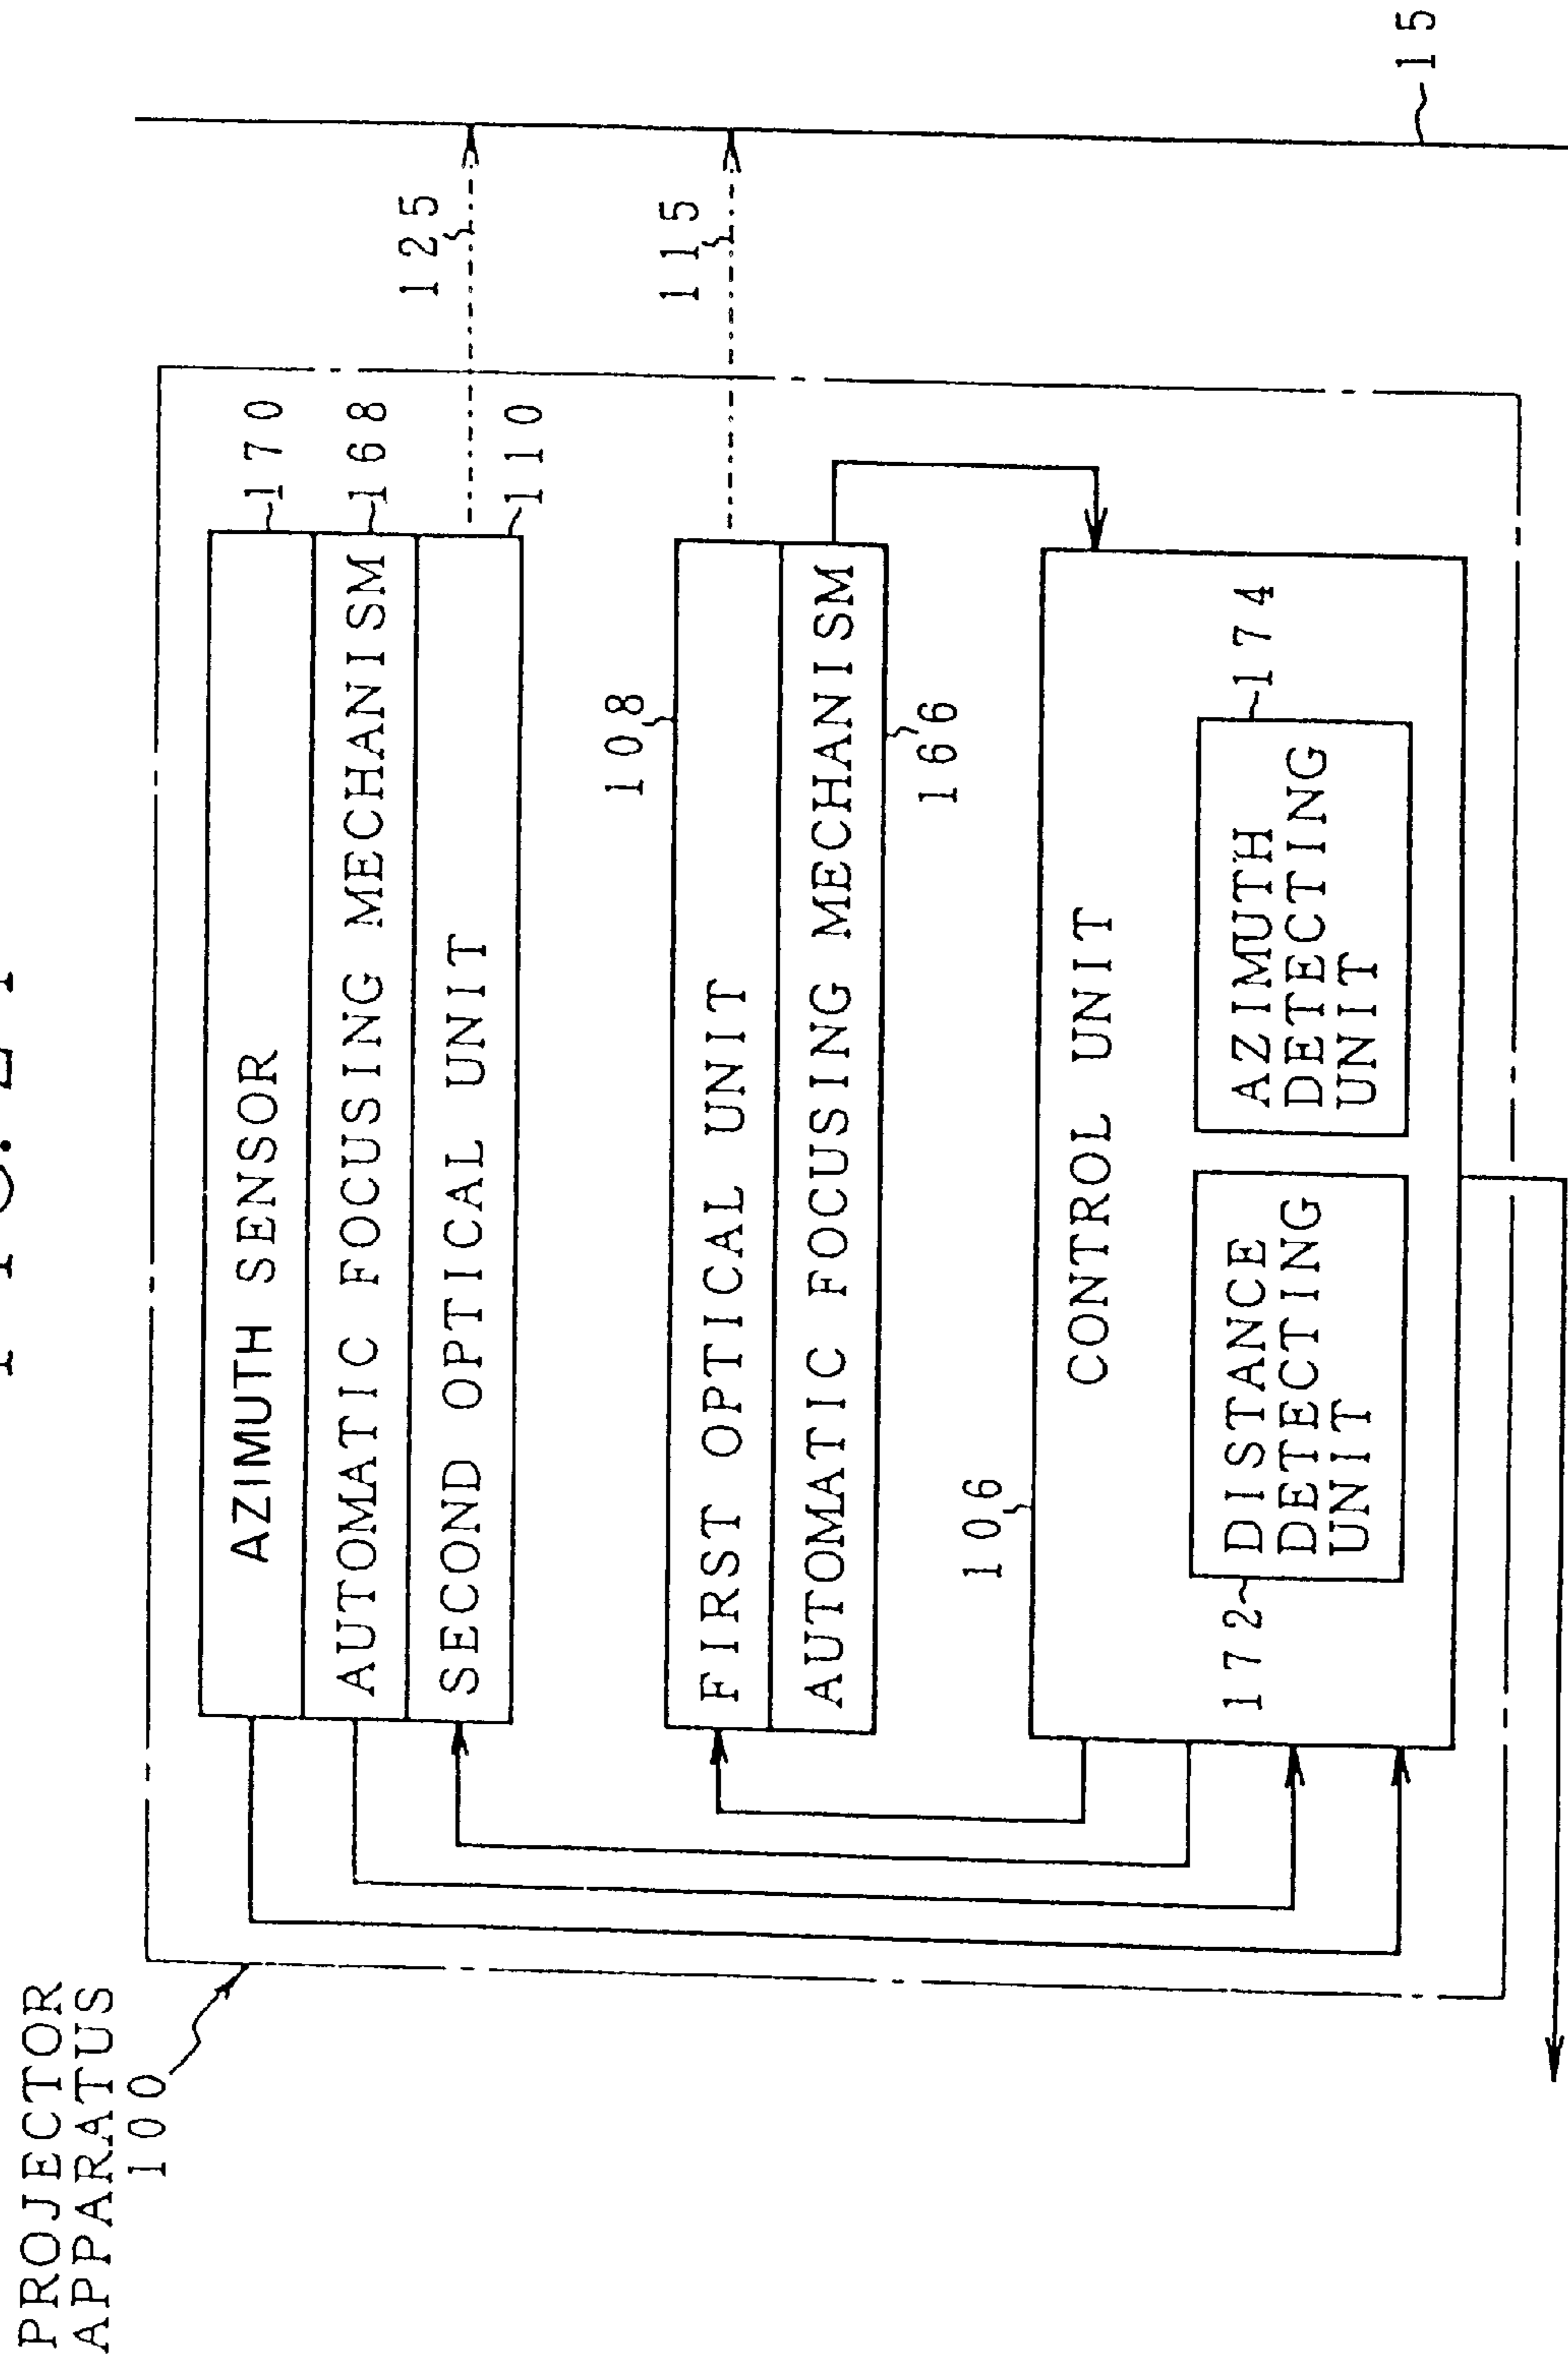 PROJECTOR
APPARATUS
100
AZIMUTH SENSOR
170
AUTOMATIC FOCUSING MECHANISM
168
SECOND OPTICAL UNIT
110
125
108
FIRST OPTICAL UNIT
115
AUTOMATIC FOCUSING MECHANISM
166
106
CONTROL UNIT
172
DISTANCE
DETECTING
UNIT
174
AZIMUTH
DETECTING
UNIT
15